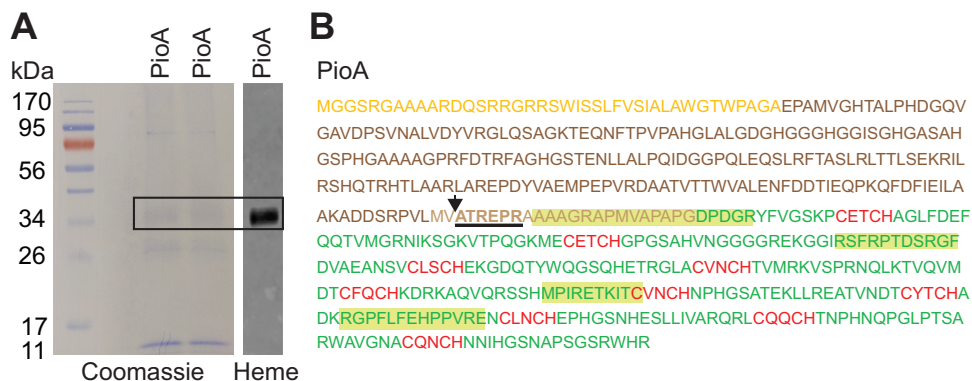 A
B
PioA
PioA
PioA
kDa
170
95
56
34
26
17
11
Coomassie
Heme
PioA
MGGSRGAAAARDQSRRGRRSWISSLFVSIALAWGTWPAGAEPAMVGHTALPHDGQV
GAVDPSVNALVDYVRGLQSAGKTEQNFTPVPAHGLALGDGHGGGHGGISGHGASAH
GSPHGAAAAGPRFDTRFAGHGSTENLLALPQIDGGPQLEQSLRFTASLRLTTLSEKRIL
RSHQTRHTLAARLAREPDYVAEMPEPVRDAATVTTWVALENFDDTIEQPKQFDFIEILA
AKADDSRPVLMVATREPRAAAAGRAPMVAPAPGDPDGRYFVGSKPCETCHAGLFDEF
QQTVMGRNIKSGKVTPQGKMECETCHGPGSAHVNGGGGREKGGIRSFRPTDSRGF
DVAEANSVCLSCHEKGDQTYWQGSQHETRGLACVNCHTVMRKVSPRNQLKTVQVM
DTCFQCHKDRKAQVQRSSHMPIRETKITCVNCHNPHGSATEKLLREATVNDTCYTCHA
DKRGPFLFEHPPVRENCLNCHEPHGSNHESLLIVARQRLCQQCHTNPHNQPGLPTSA
RWAVGNACQNCHNNIHGSNAPSGSRWHR